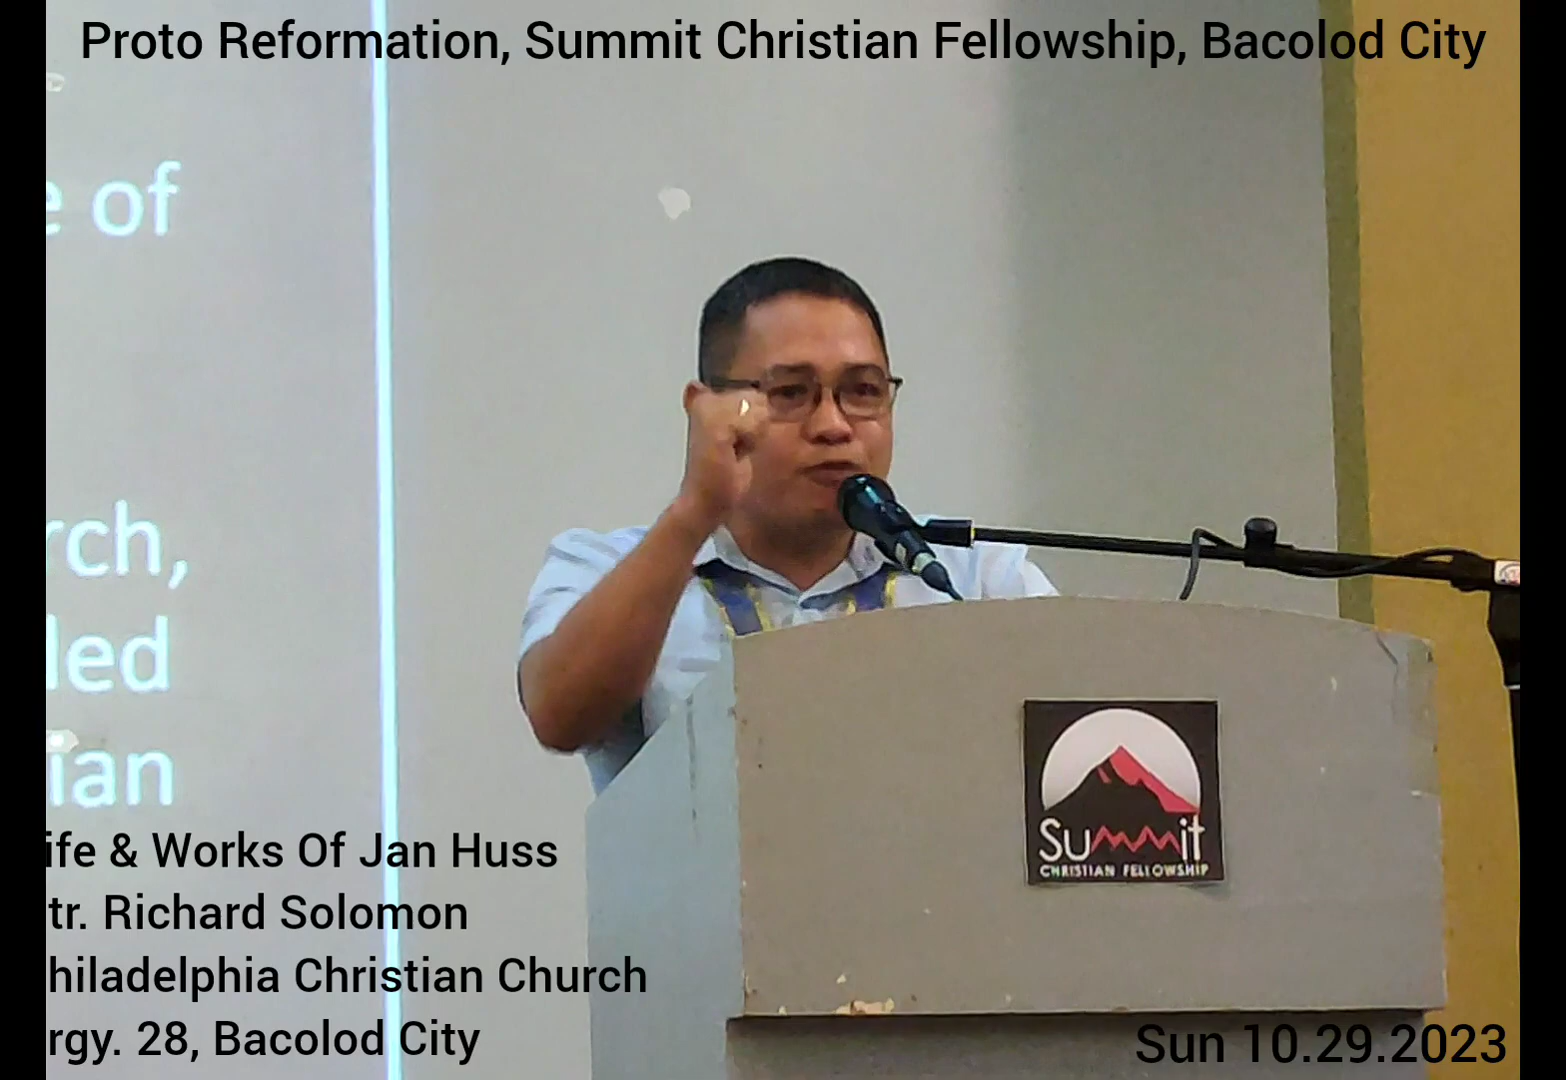 Proto Reformation, Summit Christian Fellowship, Bacolod City
of
rch,
led
ian
ife & Works Of Jan Huss
tr. Richard Solomon
hiladelphia Christian Church
rgy. 28, Bacolod City
Summit
CHRISTIAN FELLOWSHIP
Sun 10.29.2023